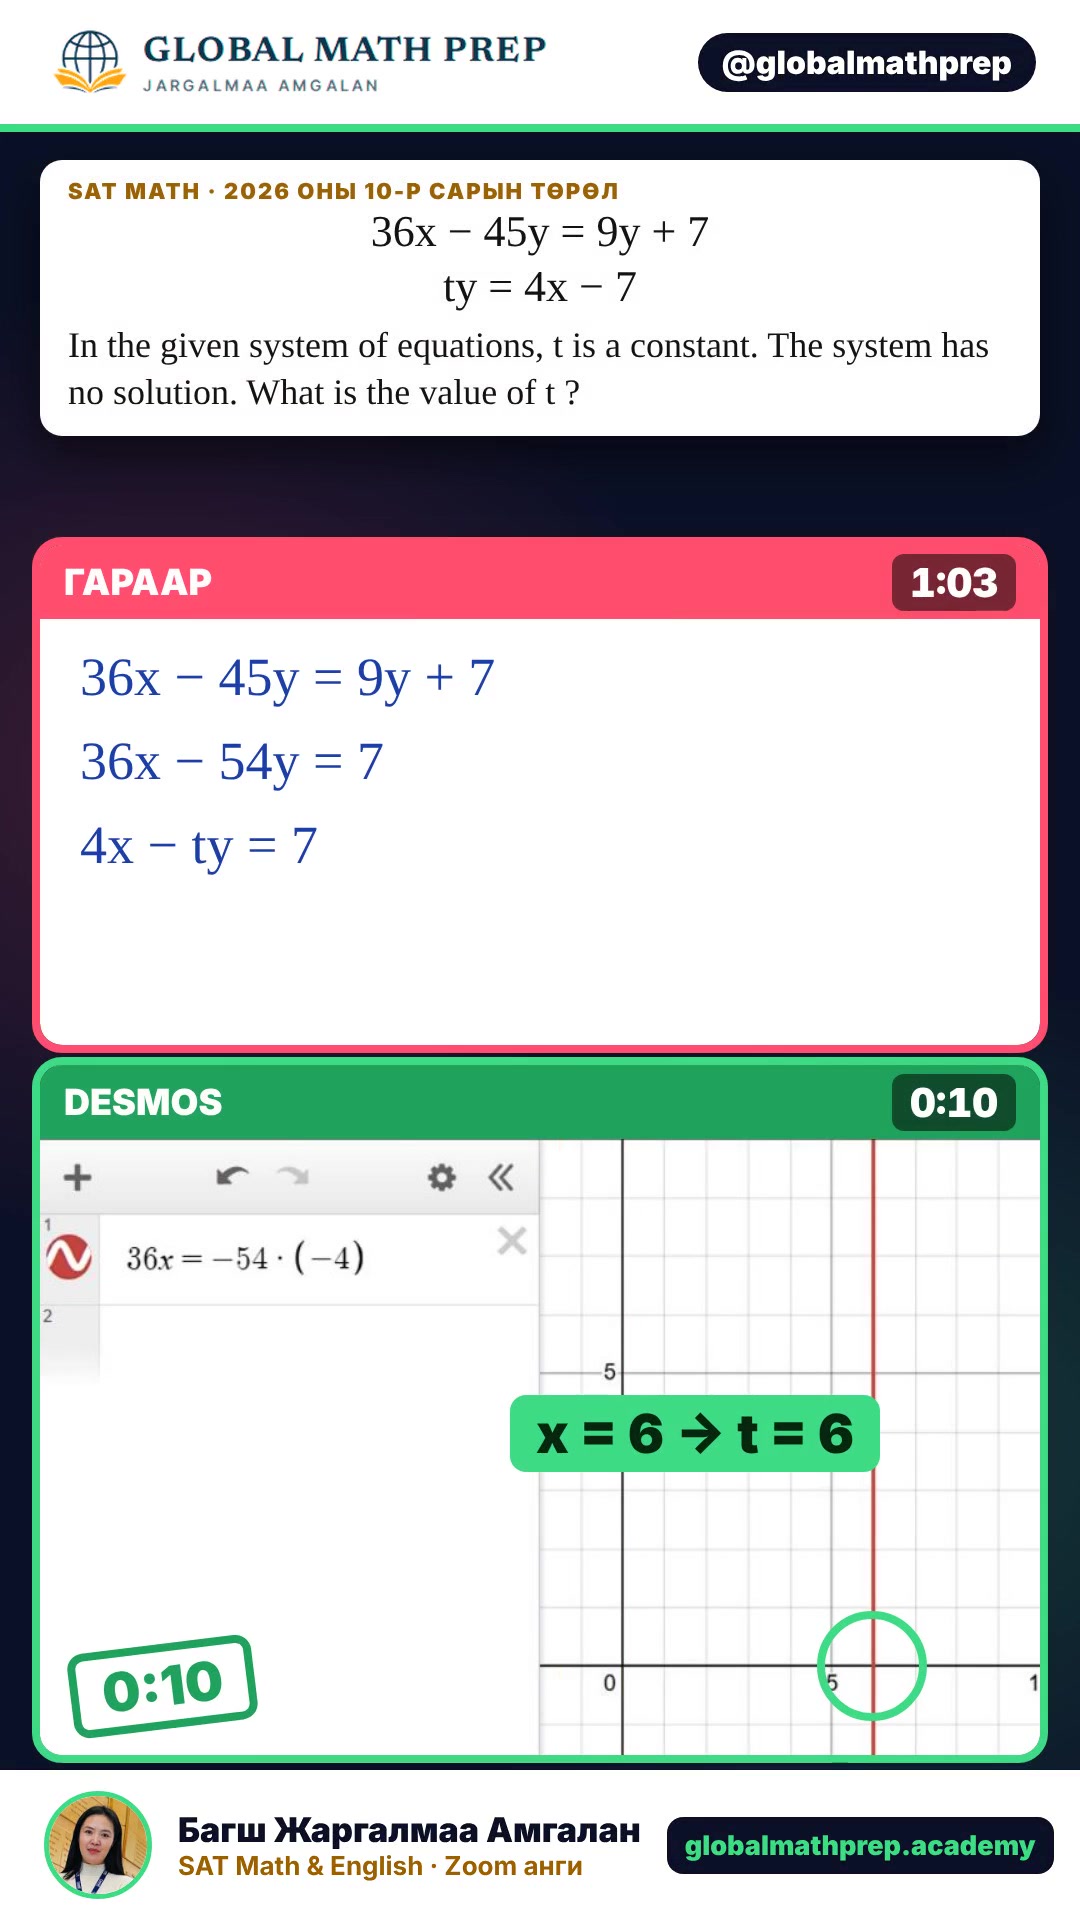 GLOBAL MATH PREP
JARGALMAA AMGALAN
@globalmathprep
SAT MATH · 2026 ОНЫ 10-Р САРЫН ТӨРӨЛ
36x − 45y = 9y + 7
ty = 4x − 7
In the given system of equations, t is a constant. The system has
no solution. What is the value of t ?
ГАРААР
1:03
36x − 45y = 9y + 7
36x − 54y = 7
4x − ty = 7
DESMOS
0:10
1
36x = −54 · (−4)
2
5
x = 6 → t = 6
0
5
1
0:10
Багш Жаргалмаа Амгалан
SAT Math & English · Zoom анги
globalmathprep.academy